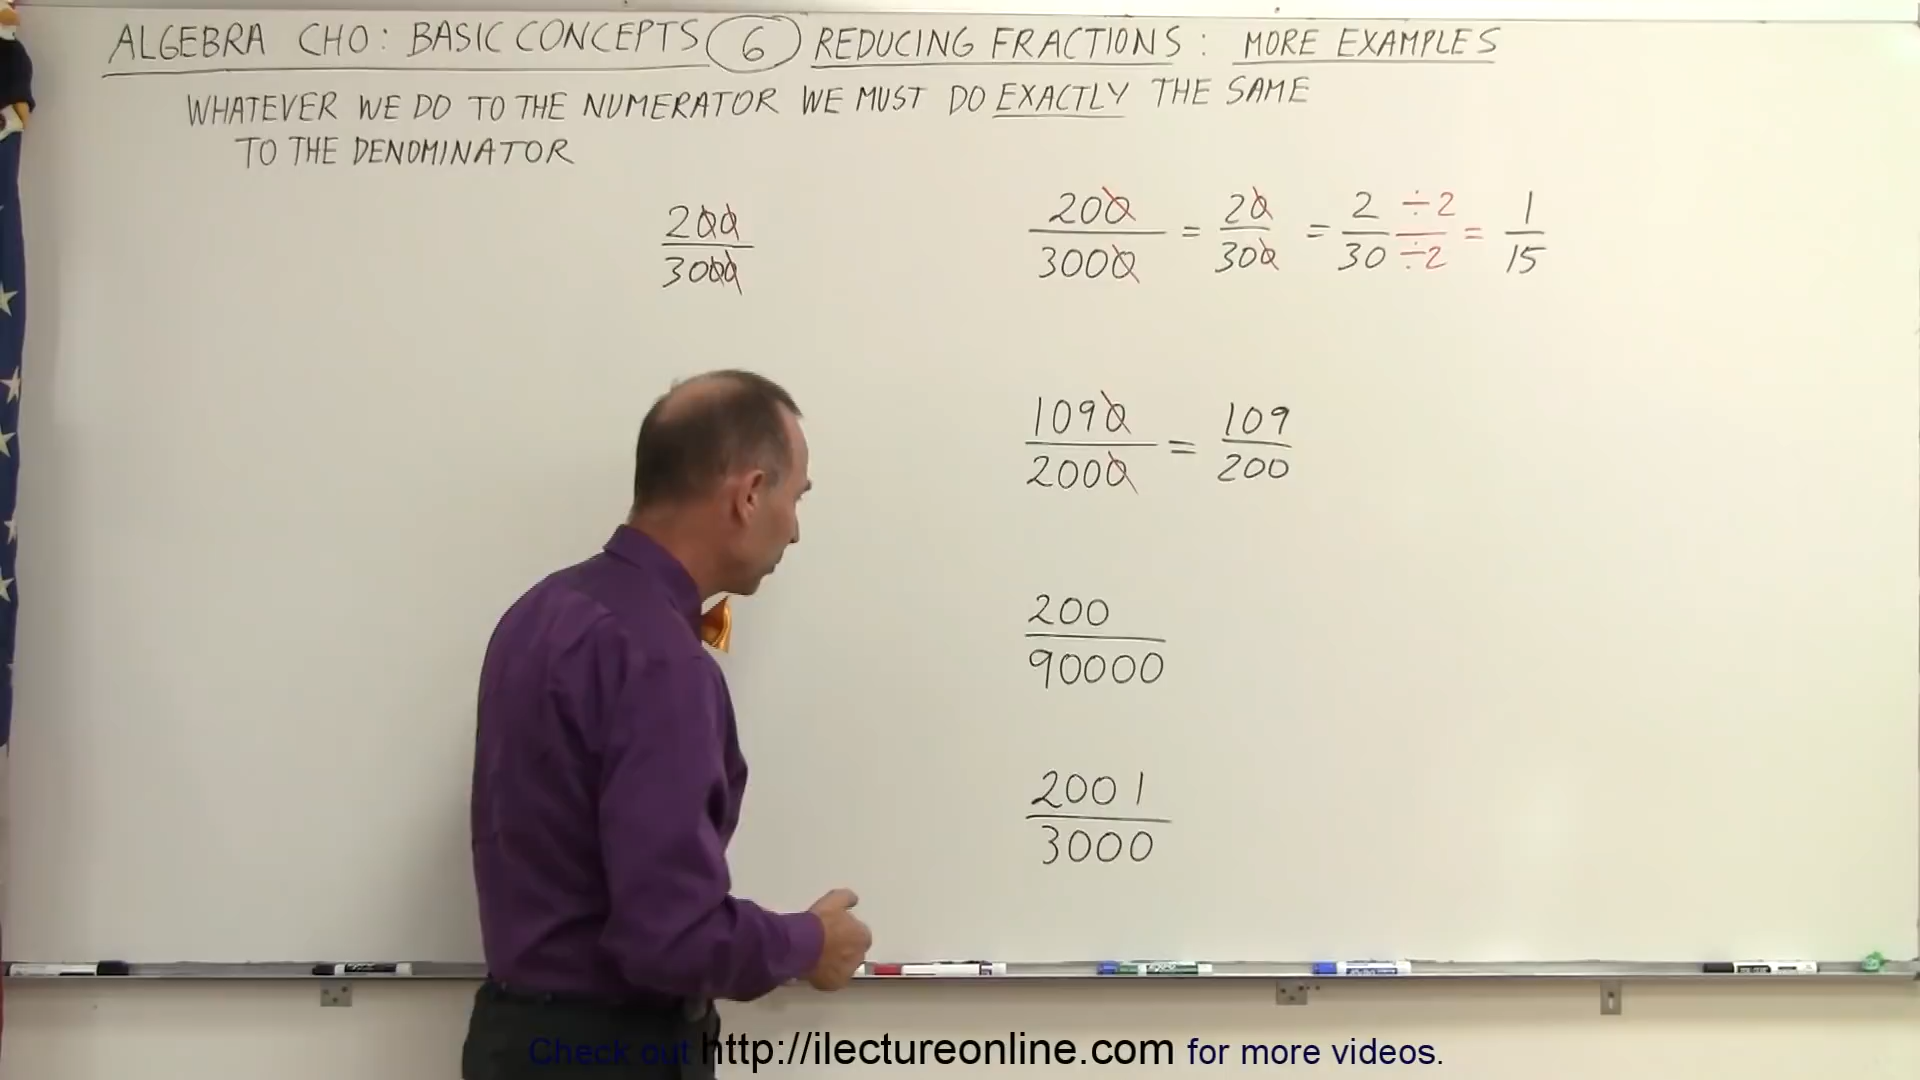 ALGEBRA CHO: BASIC CONCEPTS 6 REDUCING FRACTIONS: MORE EXAMPLES
WHATEVER WE DO TO THE NUMERATOR WE MUST DO EXACTLY THE SAME
TO THE DENOMINATOR
200
3000
200 / 3000 = 20 / 300 = 2 ÷2 / 30 ÷2 = 1 / 15
1090 / 2000 = 109 / 200
200
90000
2001
3000
Check out http://ilectureonline.com for more videos.